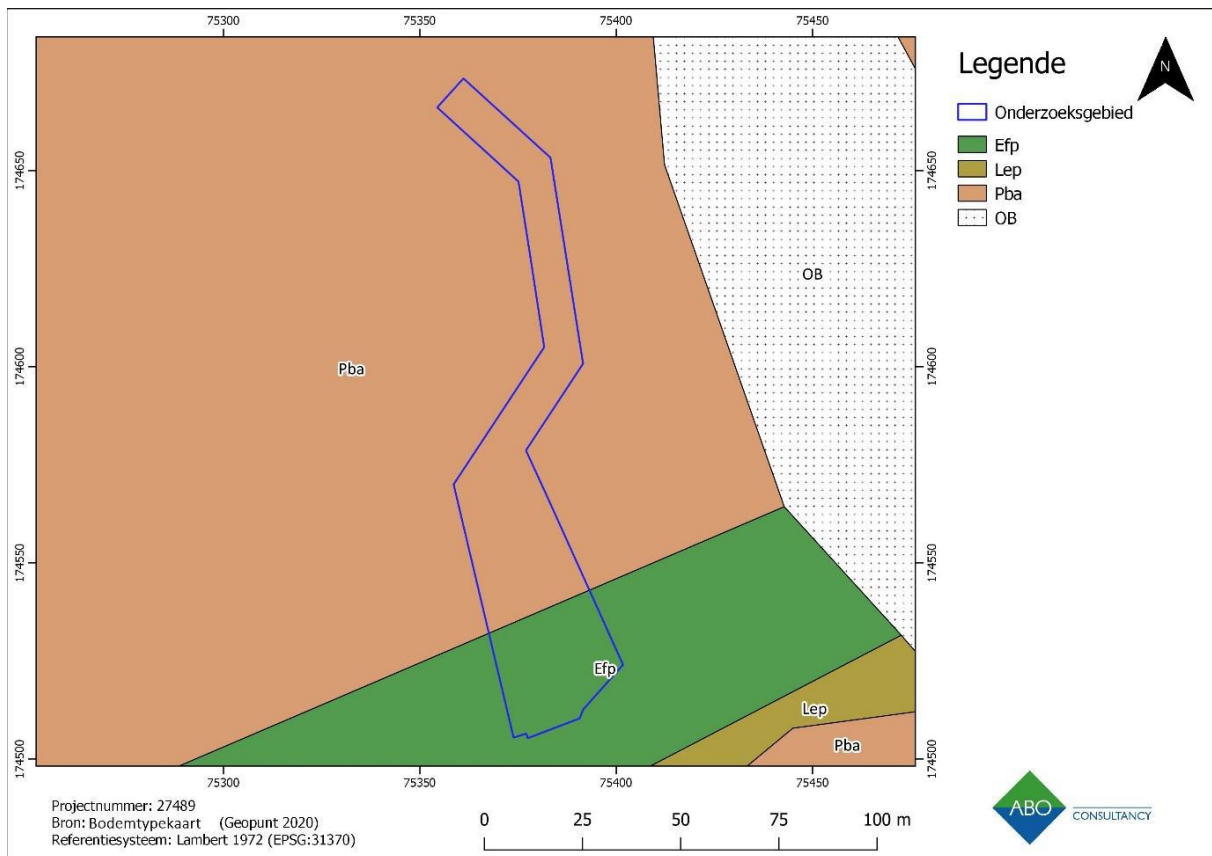 75300 75350 75400 75450
Legende
N
Onderzoeksgebied
Efp
Lep
Pba
OB
174650 174650
OB
174600 174600
Pba
174550 174550
Efp
Lep
Pba
174500 174500
75300 75350 75400 75450
Projectnummer: 27489
Bron: Bodemtypekaart (Geopunt 2020)
Referentiesysteem: Lambert 1972 (EPSG:31370)
0 25 50 75 100 m
ABO
CONSULTANCY